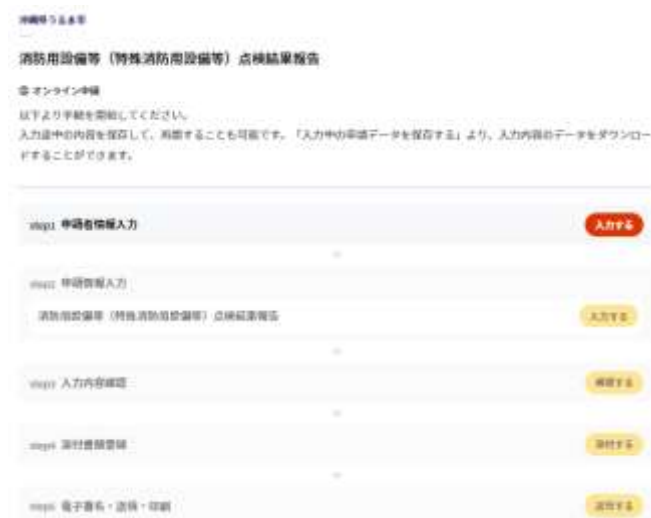 沖縄県うるま市
消防用設備等（特殊消防用設備等）点検結果報告
② オンライン申請
以下より手続を開始してください。
入力途中の内容を保存して、再開することも可能です。「入力中の申請データを保存する」より、入力内容のデータをダウンロー
ドすることができます。
step1 申請者情報入力
入力する
step2 申請情報入力
消防用設備等（特殊消防用設備等）点検結果報告
入力する
step3 入力内容確認
確認する
step4 添付書類登録
添付する
step5 電子署名・送信・印刷
送信する